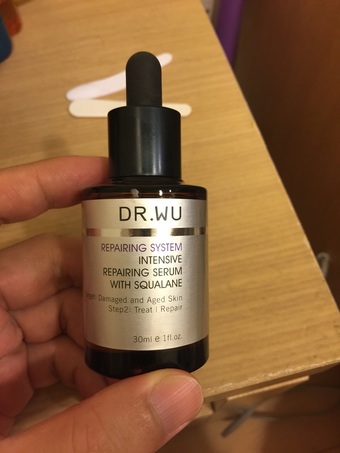 DR.WU
REPAIRING SYSTEM
INTENSIVE
REPAIRING SERUM
WITH SQUALANE
Damaged and Aged Skin
Step2: Treat | Repair
30ml e 1fl.oz.